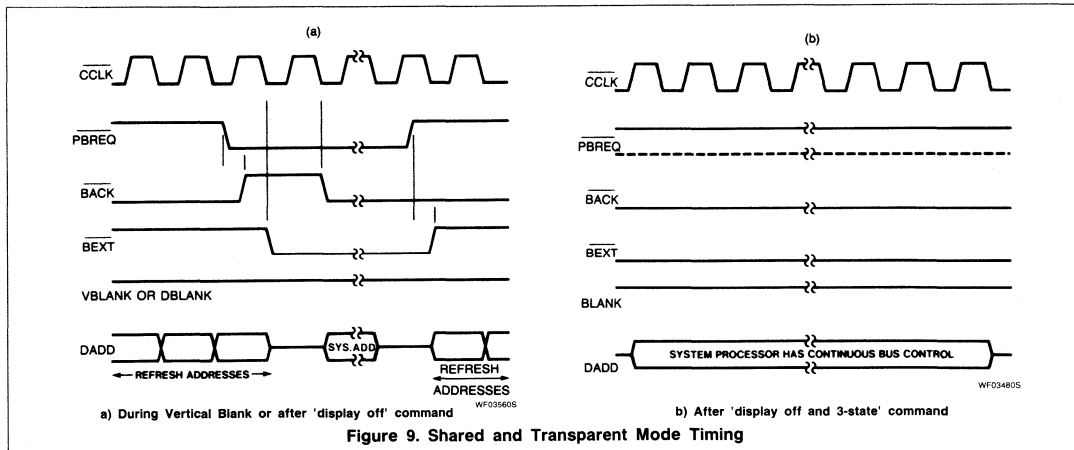 (a)
CCLK
PBREQ
BACK
BEXT
VBLANK OR DBLANK
DADD
SYS.ADD
REFRESH ADDRESSES
REFRESH
ADDRESSES
WF03560S
a) During Vertical Blank or after 'display off' command
(b)
CCLK
PBREQ
BACK
BEXT
BLANK
DADD
SYSTEM PROCESSOR HAS CONTINUOUS BUS CONTROL
WF03480S
b) After 'display off and 3-state' command
Figure 9. Shared and Transparent Mode Timing